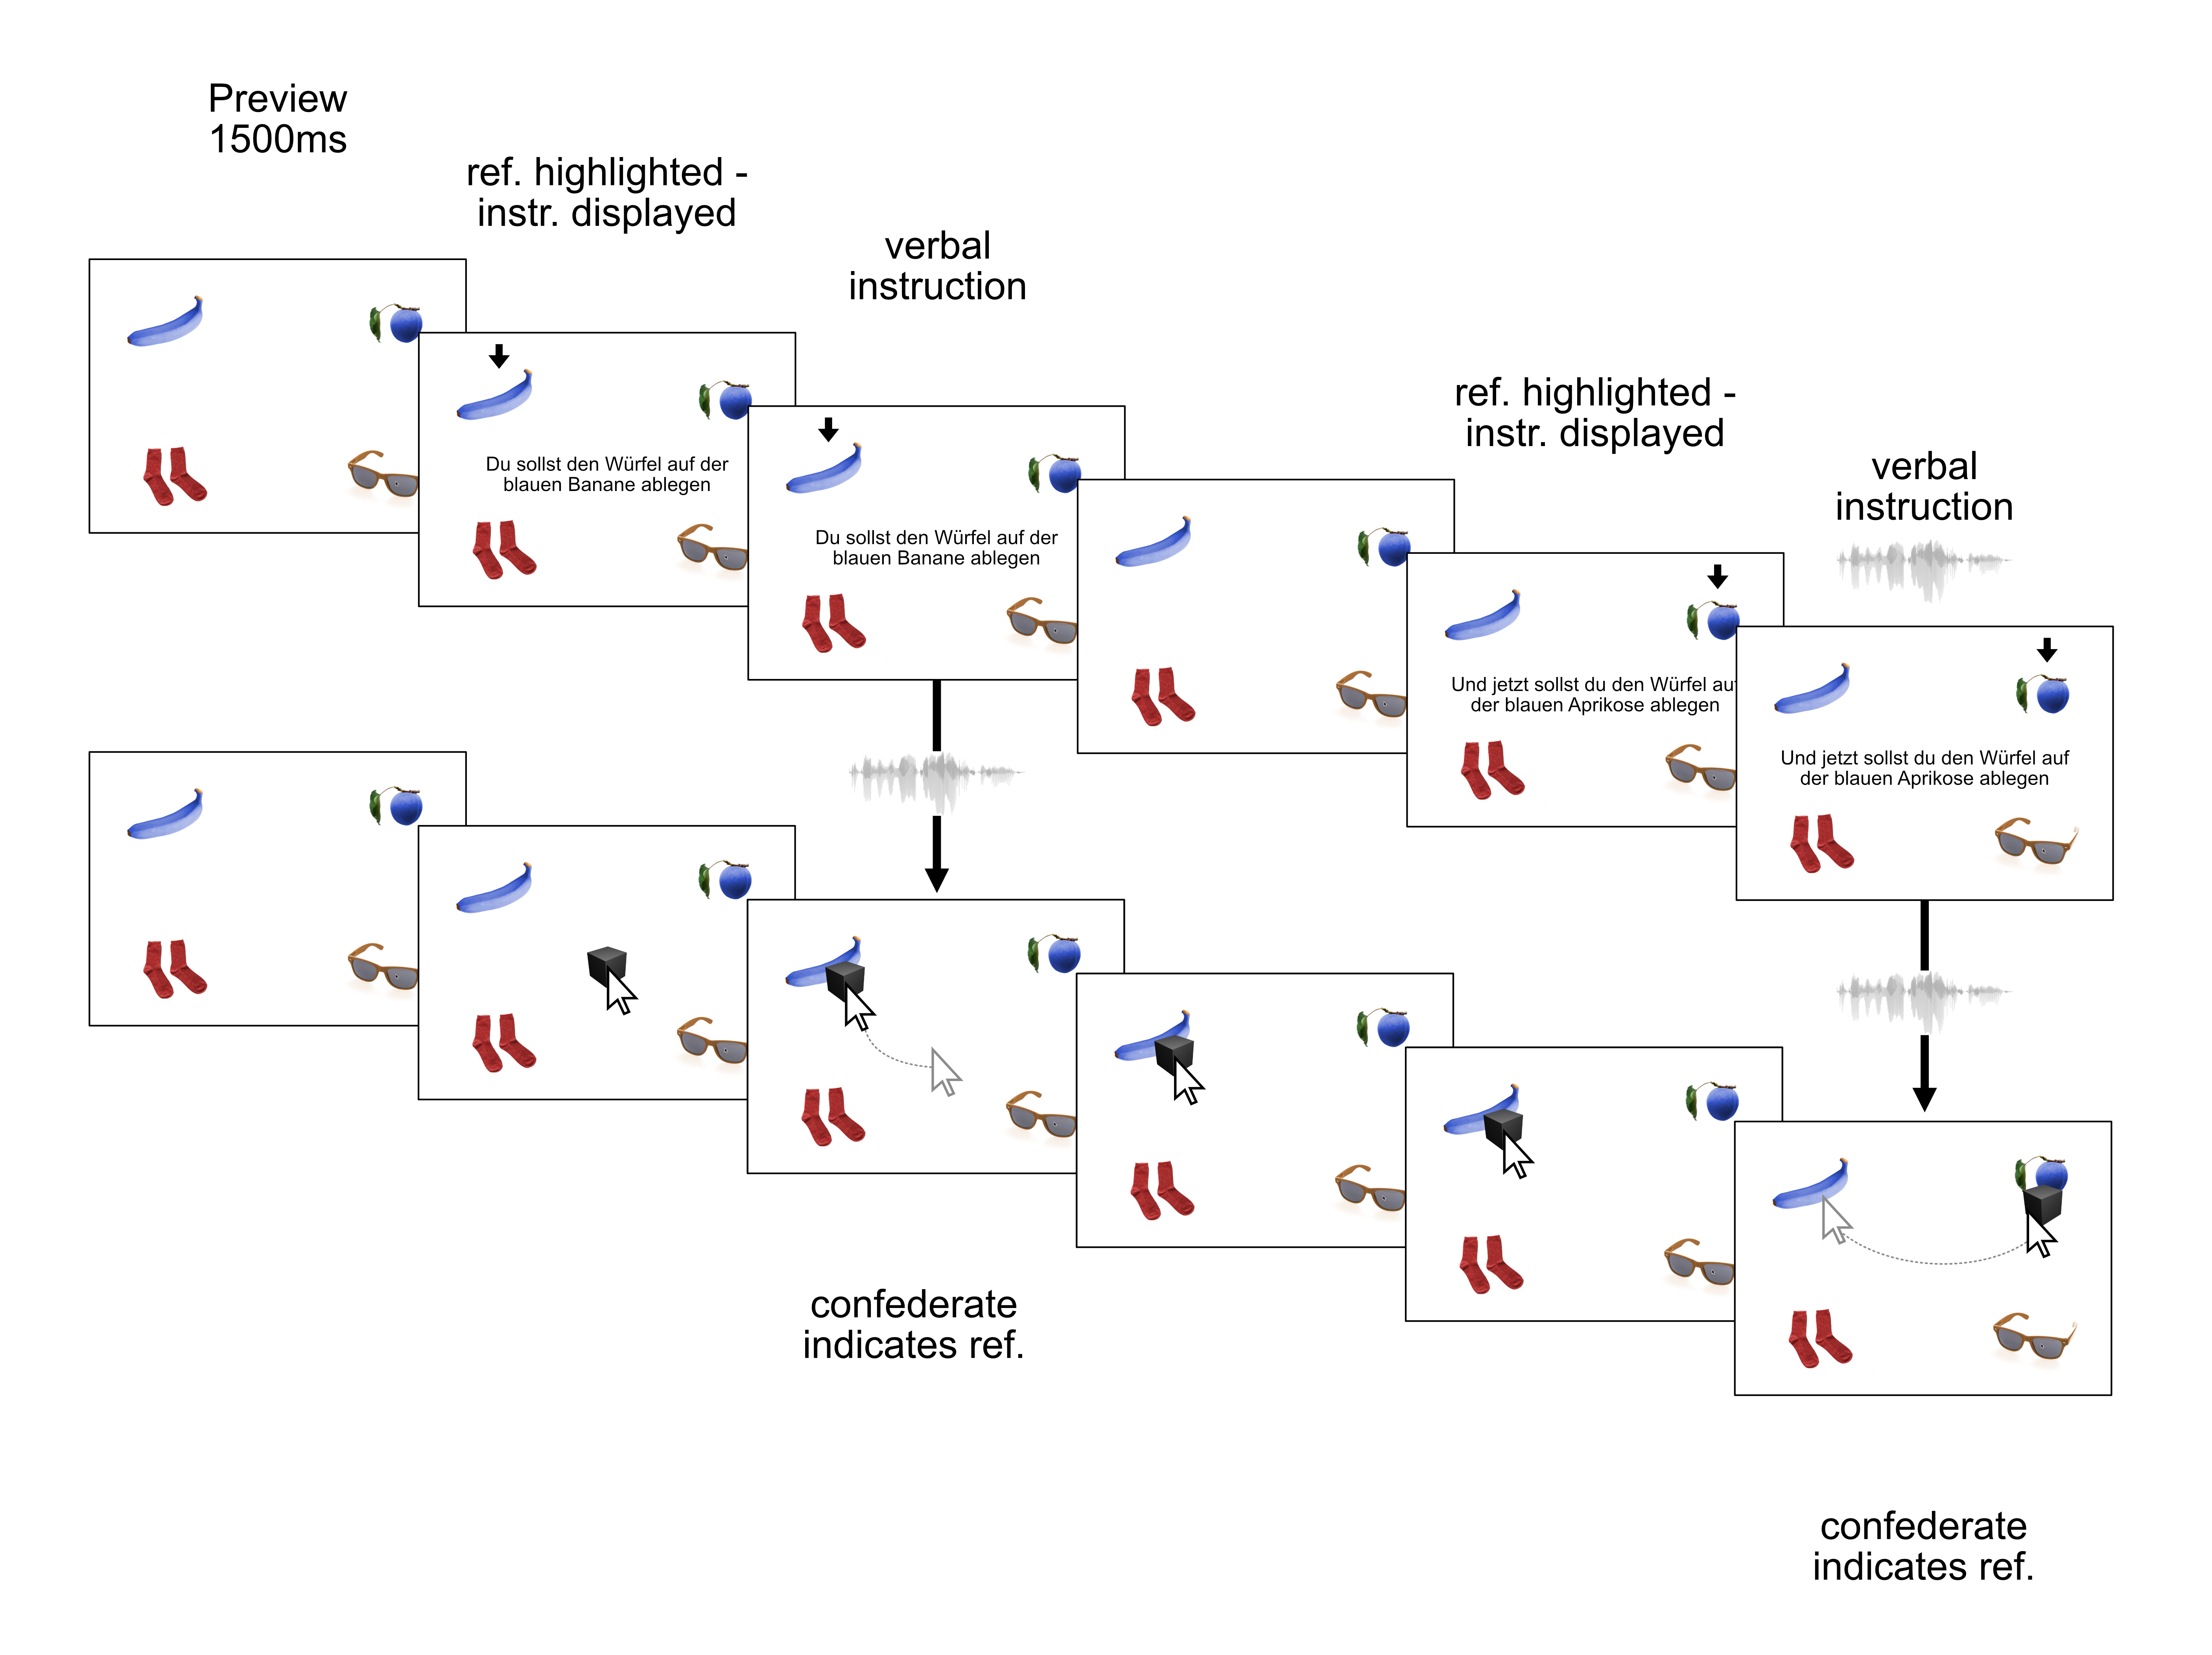 Preview
1500ms
ref. highlighted -
instr. displayed
verbal
instruction
ref. highlighted -
instr. displayed
verbal
instruction
Du sollst den Würfel auf der
blauen Banane ablegen
Du sollst den Würfel auf der
blauen Banane ablegen
Und jetzt sollst du den Würfel auf
der blauen Aprikose ablegen
Und jetzt sollst du den Würfel auf
der blauen Aprikose ablegen
confederate
indicates ref.
confederate
indicates ref.